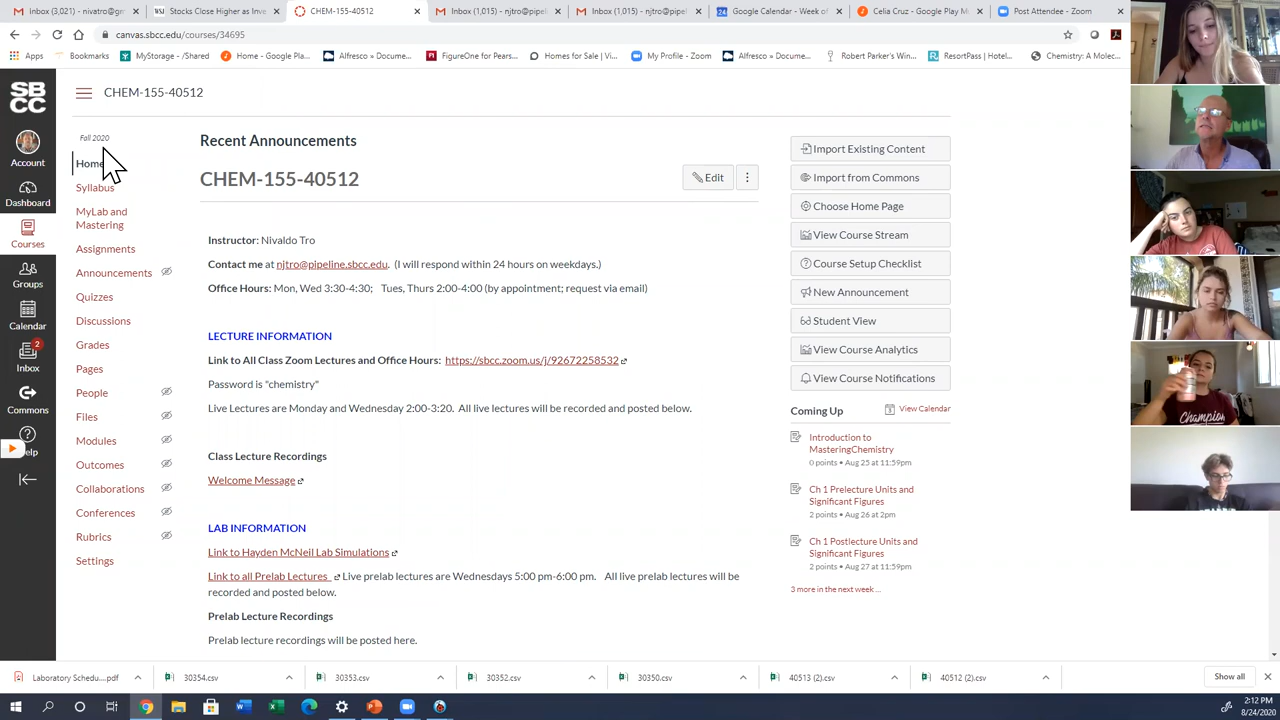 Inbox (3,021) - nivatro@gmail.c
Stocks Close Higher as Inve
CHEM-155-40512
Inbox (1,015) - njtro@pipel
Inbox (1,015) - njtro@pipel
Google Calendar - Week of
Celia Cruz - Google Play M
Post Attendee - Zoom
canvas.sbcc.edu/courses/34695
Apps
Bookmarks
MyStorage - /Shared
Home - Google Pla...
Alfresco » Docume...
FigureOne for Pears...
Homes for Sale | Vi...
My Profile - Zoom
Alfresco » Docume...
Robert Parker's Win...
ResortPass | Hotel...
Chemistry: A Molec...
SB
CC
Account
Dashboard
Courses
Groups
Calendar
2
Inbox
Commons
CHEM-155-40512
Fall 2020
Home
Syllabus
MyLab and
Mastering
Assignments
Announcements
Quizzes
Discussions
Grades
Pages
People
Files
Modules
Outcomes
Collaborations
Conferences
Rubrics
Settings
Recent Announcements
CHEM-155-40512
Edit
Instructor: Nivaldo Tro
Contact me at njtro@pipeline.sbcc.edu. (I will respond within 24 hours on weekdays.)
Office Hours: Mon, Wed 3:30-4:30; Tues, Thurs 2:00-4:00 (by appointment; request via email)
LECTURE INFORMATION
Link to All Class Zoom Lectures and Office Hours: https://sbcc.zoom.us/j/92672258532
Password is "chemistry"
Live Lectures are Monday and Wednesday 2:00-3:20. All live lectures will be recorded and posted below.
Class Lecture Recordings
Welcome Message
LAB INFORMATION
Link to Hayden McNeil Lab Simulations
Link to all Prelab Lectures Live prelab lectures are Wednesdays 5:00 pm-6:00 pm. All live prelab lectures will be
recorded and posted below.
Prelab Lecture Recordings
Prelab lecture recordings will be posted here.
Import Existing Content
Import from Commons
Choose Home Page
View Course Stream
Course Setup Checklist
New Announcement
Student View
View Course Analytics
View Course Notifications
Coming Up
View Calendar
Introduction to
MasteringChemistry
0 points • Aug 25 at 11:59pm
Ch 1 Prelecture Units and
Significant Figures
2 points • Aug 26 at 2pm
Ch 1 Postlecture Units and
Significant Figures
2 points • Aug 27 at 11:59pm
3 more in the next week ...
Champion
Laboratory Schedu....pdf
30354.csv
30353.csv
30352.csv
30350.csv
40513 (2).csv
40512 (2).csv
Show all
2:12 PM
8/24/2020